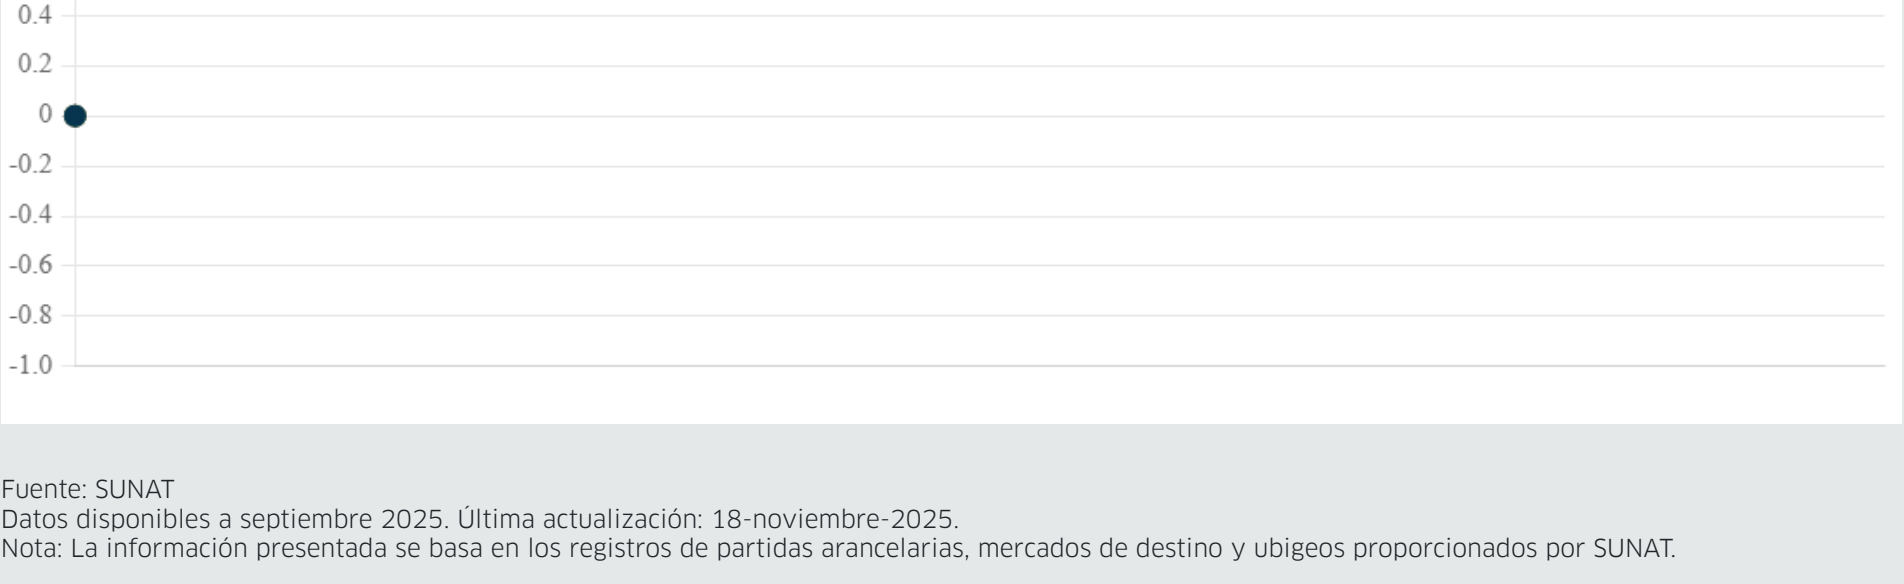 0.4
0.2
0
-0.2
-0.4
-0.6
-0.8
-1.0
Fuente: SUNAT
Datos disponibles a septiembre 2025. Última actualización: 18-noviembre-2025.
Nota: La información presentada se basa en los registros de partidas arancelarias, mercados de destino y ubigeos proporcionados por SUNAT.